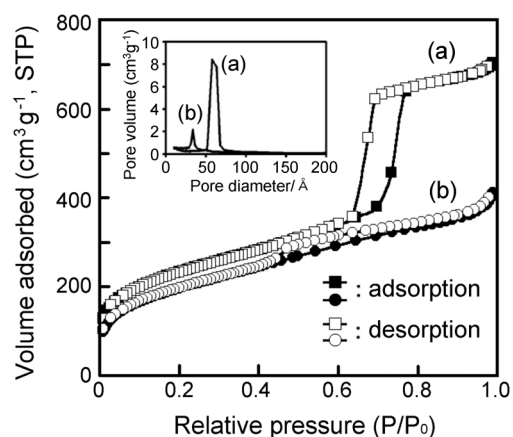 800
600
400
200
0
Volume adsorbed (cm³ g⁻¹, STP)
10
8
6
4
2
0
Pore volume (cm³g⁻¹)
(a)
(b)
0 50 100 150 200
Pore diameter/ Å
(a)
(b)
: adsorption
: desorption
0 0.2 0.4 0.6 0.8 1.0
Relative pressure (P/P₀)